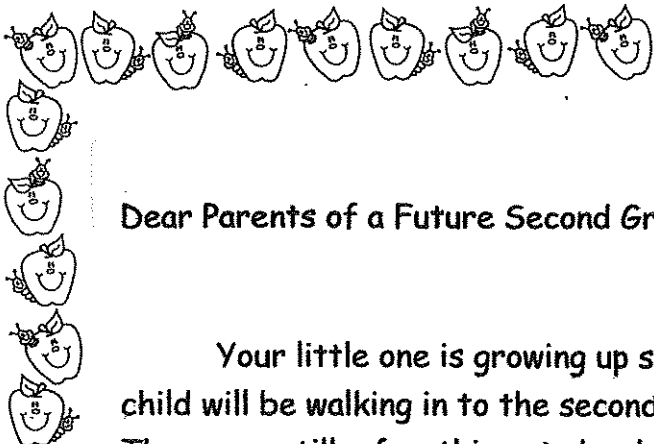 Dear Parents of a Future Second Gr
Your little one is growing up s
child will be walking in to the second